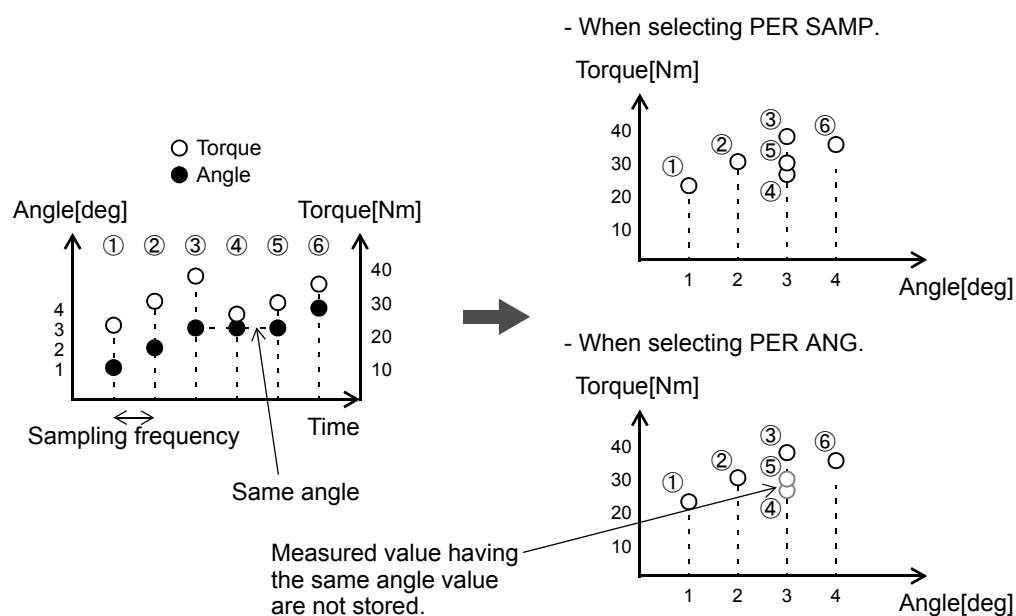 - When selecting PER SAMP.
Torque[Nm]
40
30
20
10
① ② ③ ⑤ ④ ⑥
1 2 3 4
Angle[deg]
○ Torque
● Angle
Angle[deg] Torque[Nm]
① ② ③ ④ ⑤ ⑥
4
3
2
1
40
30
20
10
Time
Sampling frequency
Same angle
- When selecting PER ANG.
Torque[Nm]
40
30
20
10
① ② ③ ⑤ ④ ⑥
1 2 3 4
Angle[deg]
Measured value having
the same angle value
are not stored.